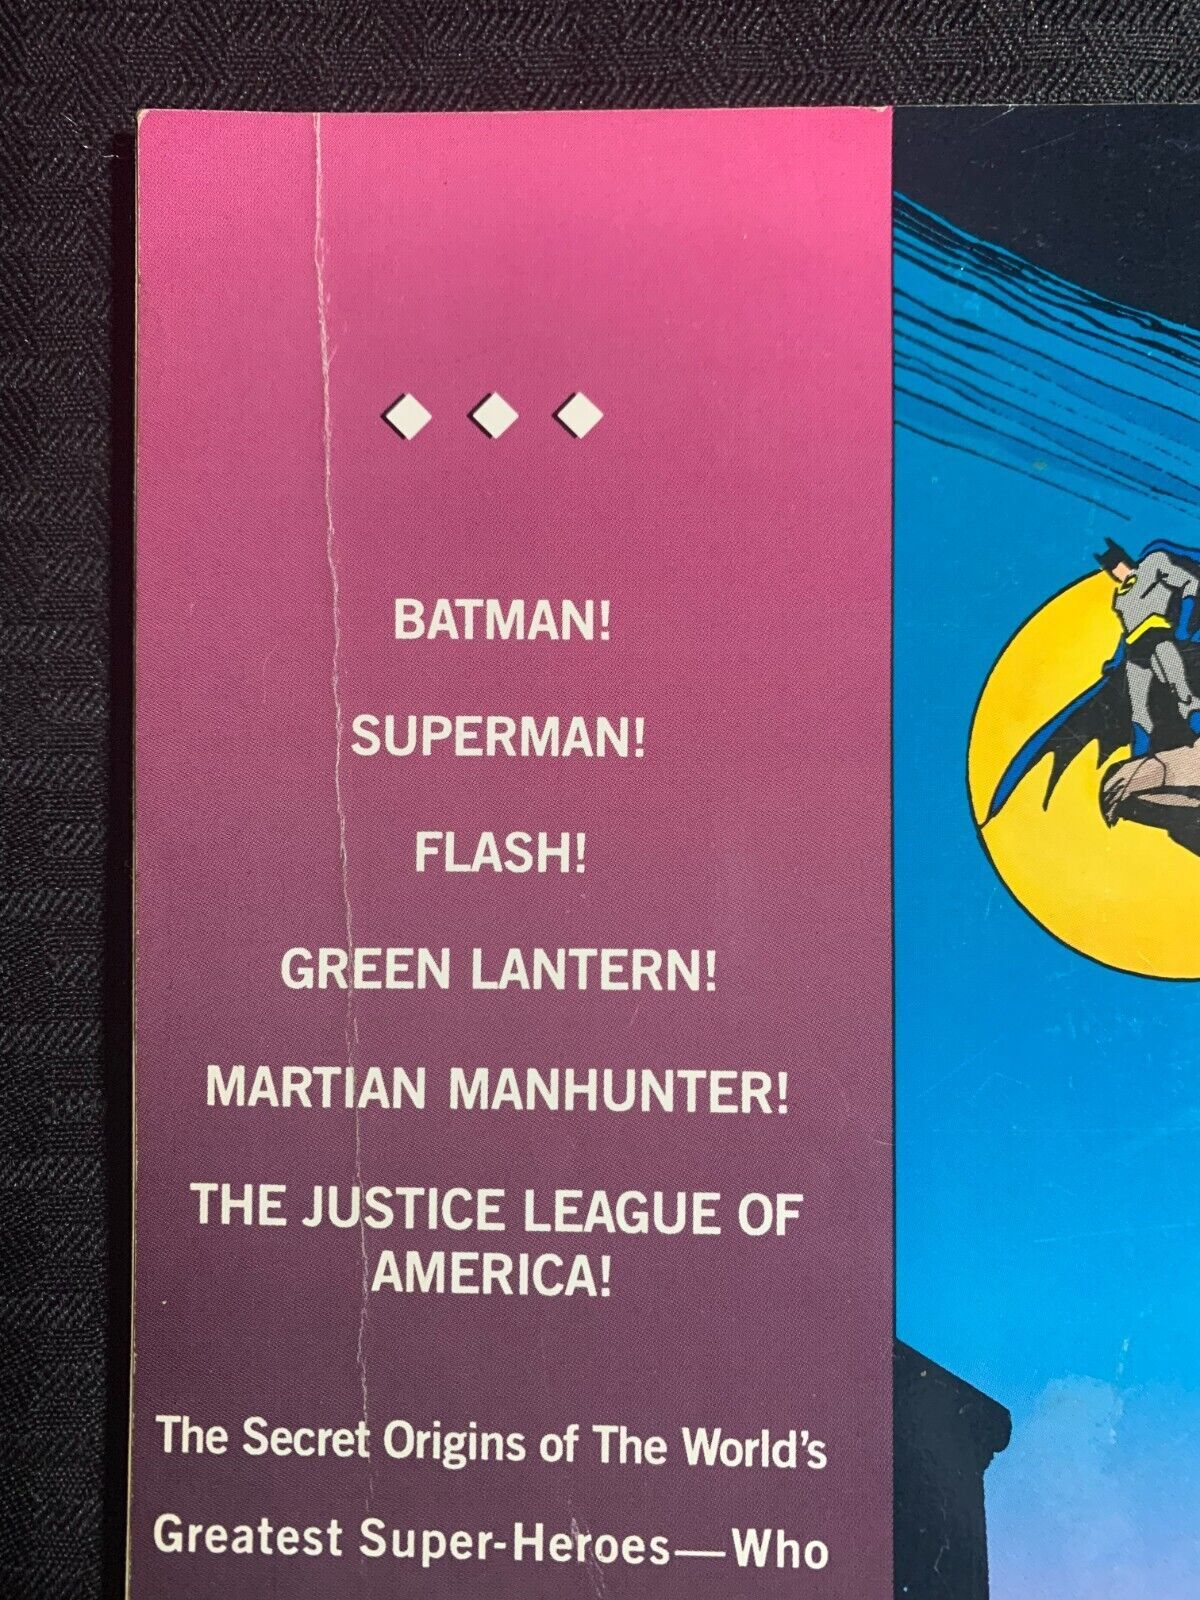 BATMAN!
SUPERMAN!
FLASH!
GREEN LANTERN!
MARTIAN MANHUNTER!
THE JUSTICE LEAGUE OF
AMERICA!
The Secret Origins of The World's
Greatest Super-Heroes—Who